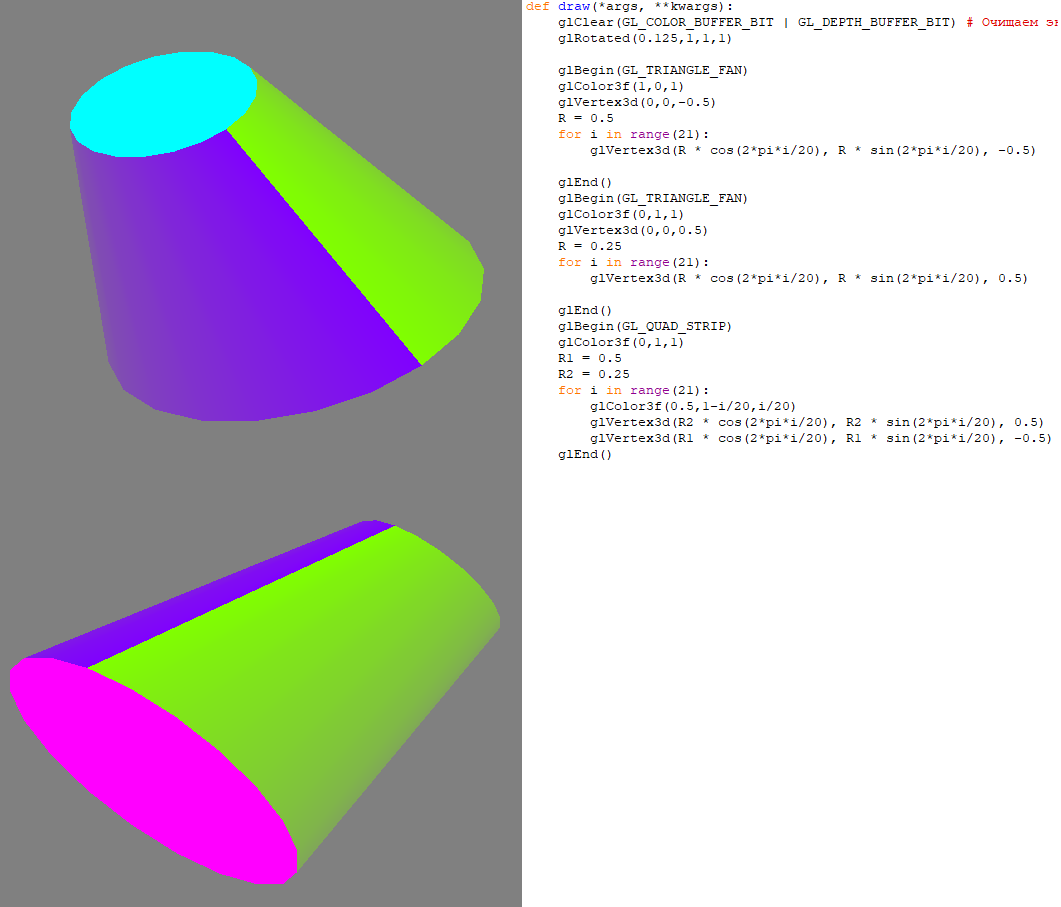 def draw(*args, **kwargs):
    glClear(GL_COLOR_BUFFER_BIT | GL_DEPTH_BUFFER_BIT) # Очищаем
    glRotated(0.125,1,1,1)
    glBegin(GL_TRIANGLE_FAN)
    glColor3f(1,0,1)
    glVertex3d(0,0,-0.5)
    R = 0.5
    for i in range(21):
        glVertex3d(R * cos(2*pi*i/20), R * sin(2*pi*i/20), -0.5)
    glEnd()
    glBegin(GL_TRIANGLE_FAN)
    glColor3f(0,1,1)
    glVertex3d(0,0,0.5)
    R = 0.25
    for i in range(21):
        glVertex3d(R * cos(2*pi*i/20), R * sin(2*pi*i/20), 0.5)
    glEnd()
    glBegin(GL_QUAD_STRIP)
    glColor3f(0,1,1)
    R1 = 0.5
    R2 = 0.25
    for i in range(21):
        glColor3f(0.5,1-i/20,i/20)
        glVertex3d(R2 * cos(2*pi*i/20), R2 * sin(2*pi*i/20), 0.5)
        glVertex3d(R1 * cos(2*pi*i/20), R1 * sin(2*pi*i/20), -0.5)
    glEnd()